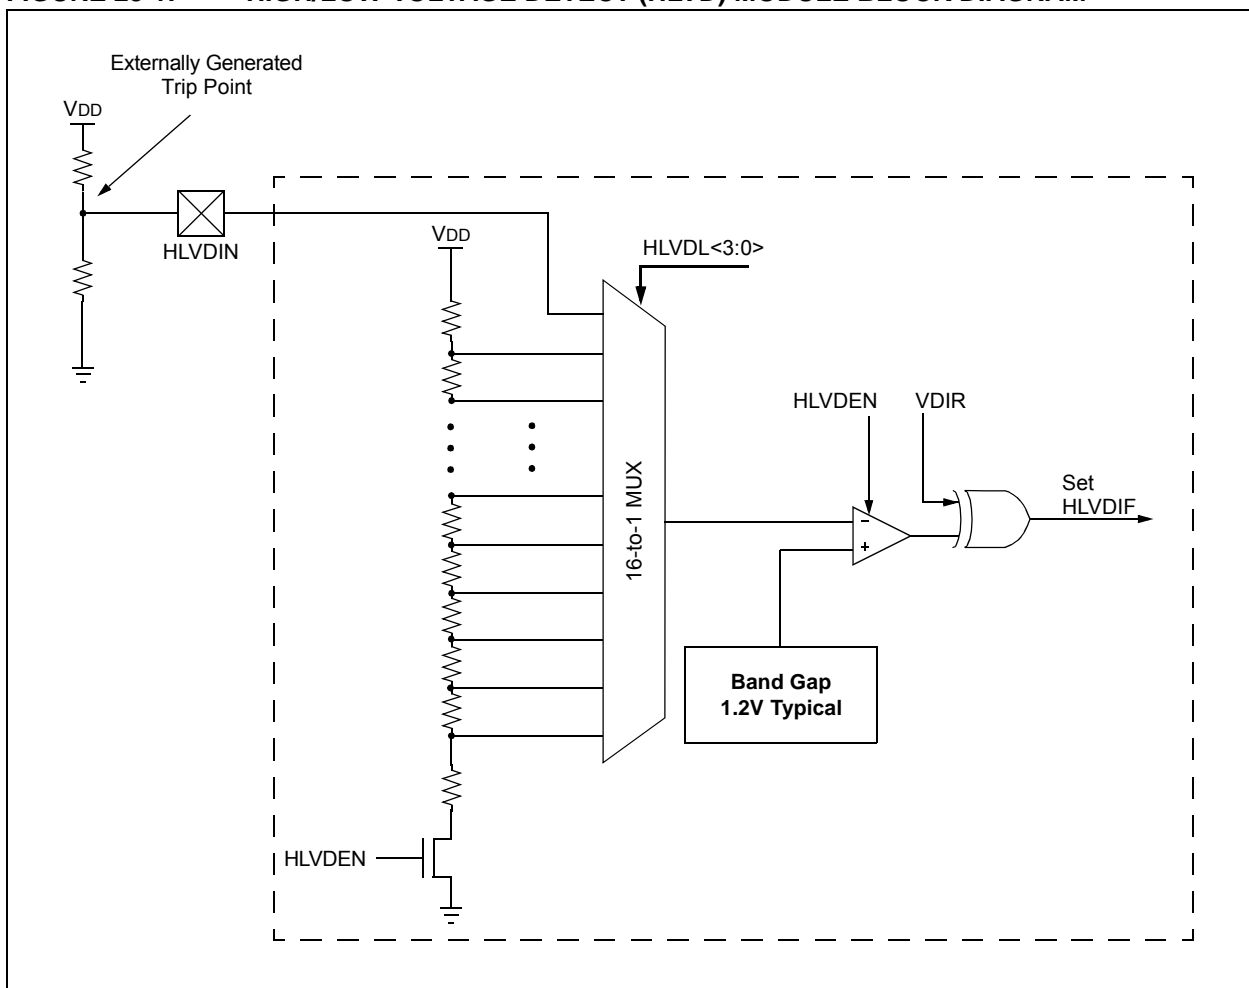 Externally Generated
Trip Point
VDD
HLVDIN
VDD
HLVDL<3:0>
16-to-1 MUX
HLVDEN
VDIR
-
+
Set
HLVDIF
Band Gap
1.2V Typical
HLVDEN